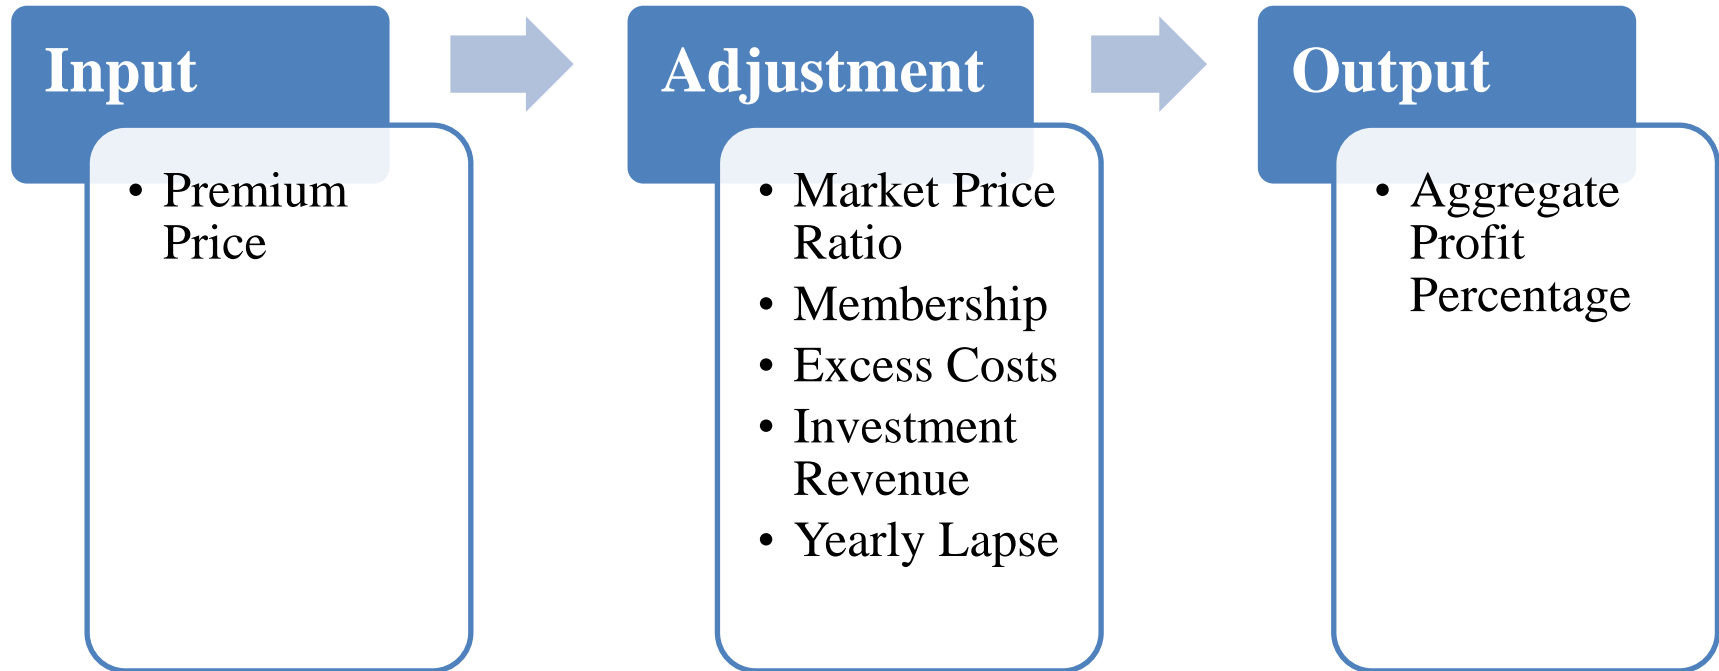 Input
• Premium
Price
Adjustment
• Market Price
Ratio
• Membership
• Excess Costs
• Investment
Revenue
• Yearly Lapse
Output
• Aggregate
Profit
Percentage